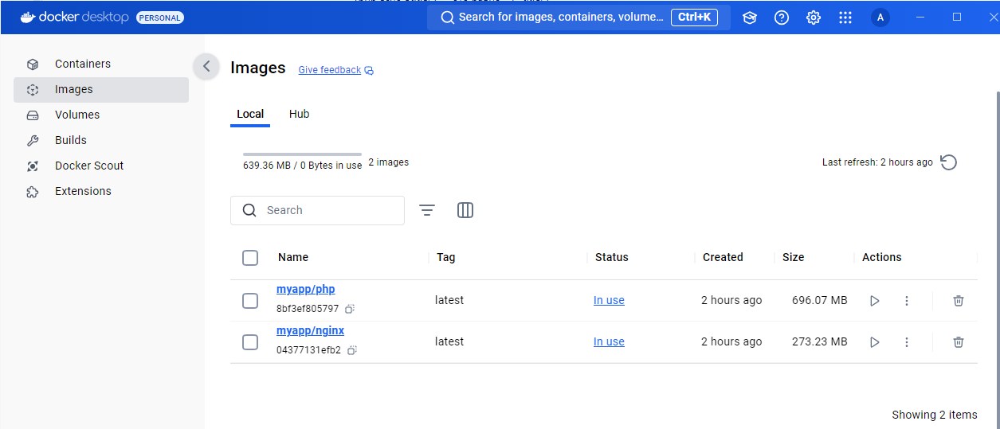 docker desktop PERSONAL Search for images, containers, volume... Ctrl+K A
Containers
Images
Volumes
Builds
Docker Scout
Extensions
Images Give feedback
Local Hub
639.36 MB / 0 Bytes in use 2 images Last refresh: 2 hours ago
Search
Name Tag Status Created Size Actions
myapp/php
8bf3ef805797
latest In use 2 hours ago 696.07 MB
myapp/nginx
04377131efb2
latest In use 2 hours ago 273.23 MB
Showing 2 items